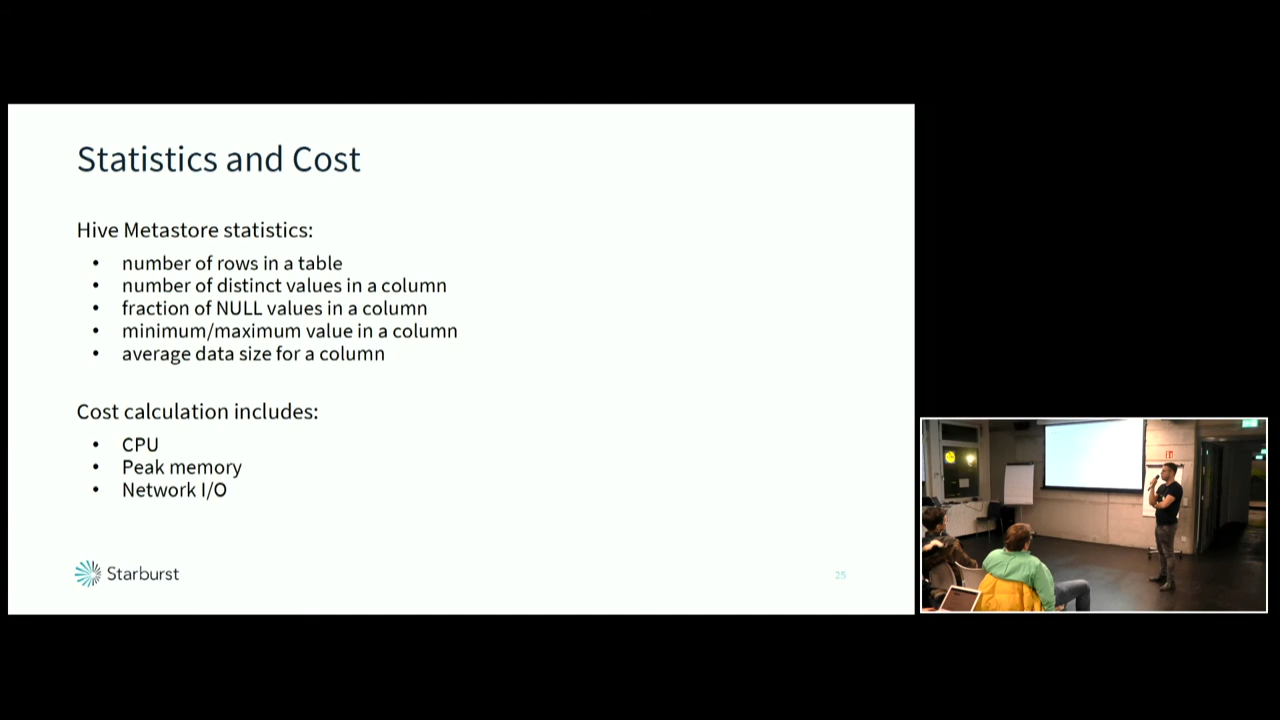 Statistics and Cost
Hive Metastore statistics:
• number of rows in a table
• number of distinct values in a column
• fraction of NULL values in a column
• minimum/maximum value in a column
• average data size for a column
Cost calculation includes:
• CPU
• Peak memory
• Network I/O
Starburst
25